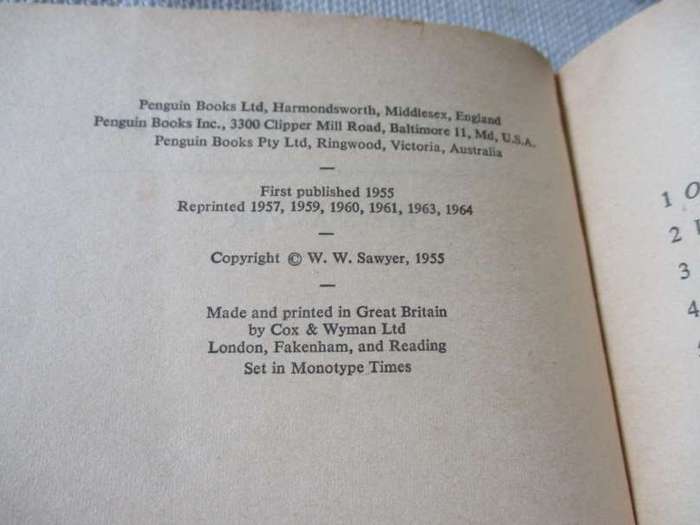 Penguin Books Ltd, Harmondsworth, Middlesex, England
Penguin Books Inc., 3300 Clipper Mill Road, Baltimore 11, Md, U.S.A.
Penguin Books Pty Ltd, Ringwood, Victoria, Australia
—
First published 1955
Reprinted 1957, 1959, 1960, 1961, 1963, 1964
—
Copyright © W. W. Sawyer, 1955
—
Made and printed in Great Britain
by Cox & Wyman Ltd
London, Fakenham, and Reading
Set in Monotype Times
1 O
2
3
4